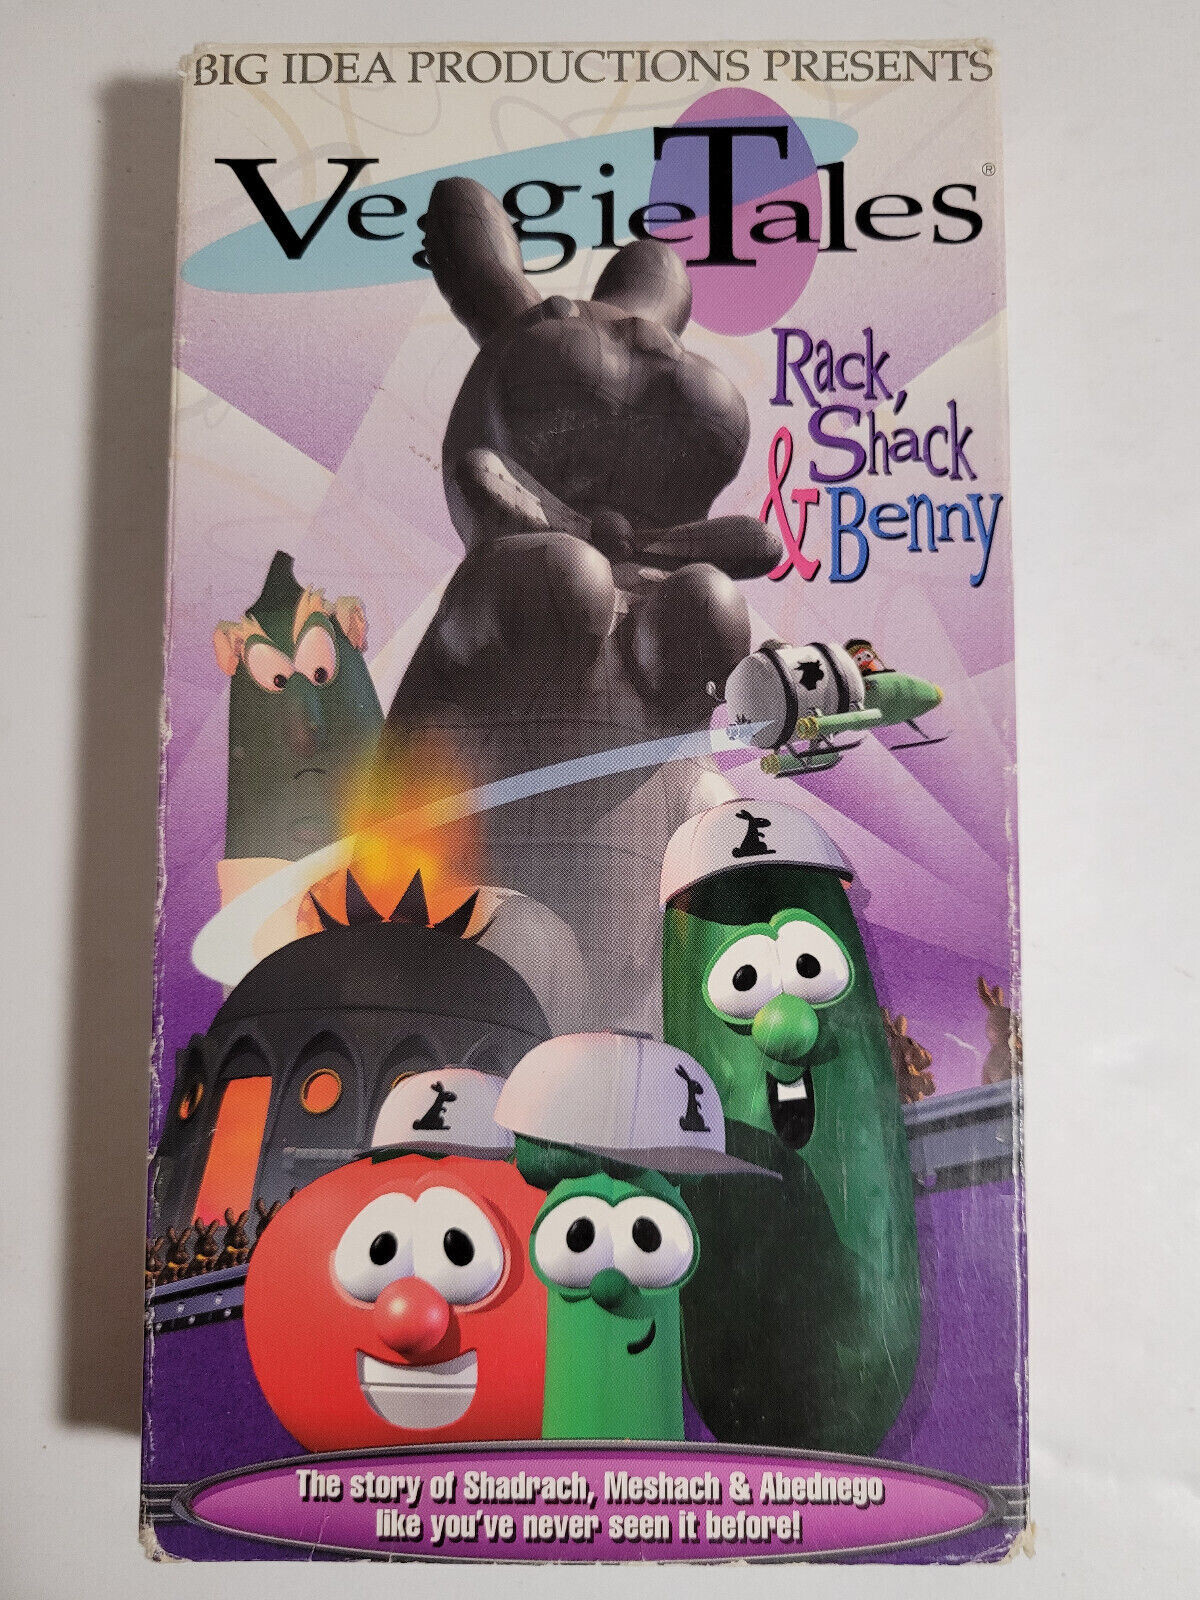 BIG IDEA PRODUCTIONS PRESENTS
VeggieTales®
Rack,
Shack
& Benny
The story of Shadrach, Meshach & Abednego
like you've never seen it before!